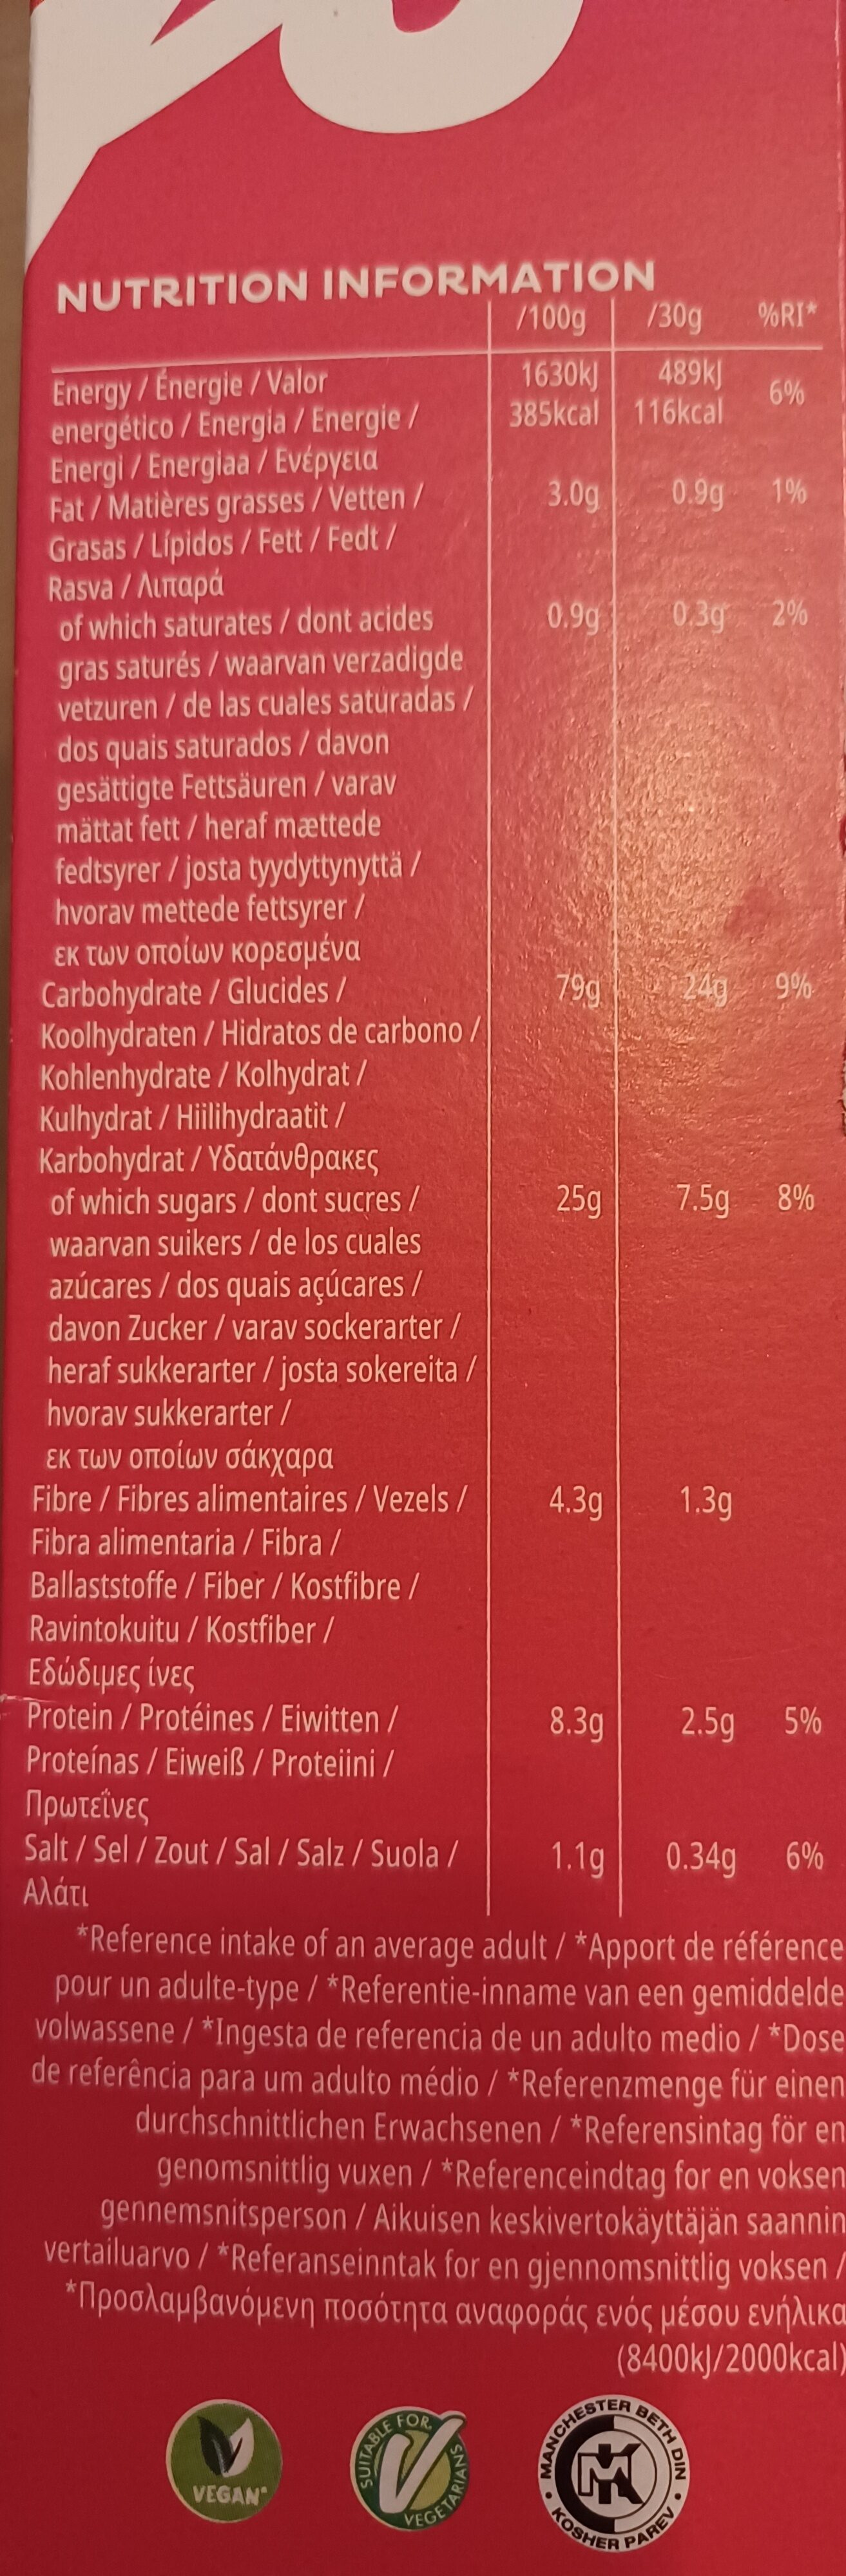 NUTRITION INFORMATION
/100g /30g %RI*
Energy / Énergie / Valor 1630kJ 489kJ 6%
energético / Energia / Energie / 385kcal 116kcal
Energi / Energiaa / Ενέργεια
Fat / Matières grasses / Vetten / 3.0g 0.9g 1%
Grasas / Lípidos / Fett / Fedt /
Rasva / Λιπαρά
of which saturates / dont acides 0.9g 0.3g 2%
gras saturés / waarvan verzadigde
vetzuren / de las cuales saturadas /
dos quais saturados / davon
gesättigte Fettsäuren / varav
mättat fett / heraf mættede
fedtsyrer / josta tyydyttynyttä /
hvorav mettede fettsyrer /
εκ των οποίων κορεσμένα
Carbohydrate / Glucides / 79g 24g 9%
Koolhydraten / Hidratos de carbono /
Kohlenhydrate / Kolhydrat /
Kulhydrat / Hiilihydraatit /
Karbohydrat / Υδατάνθρακες
of which sugars / dont sucres / 25g 7.5g 8%
waarvan suikers / de los cuales
azúcares / dos quais açúcares /
davon Zucker / varav sockerarter /
heraf sukkerarter / josta sokereita /
hvorav sukkerarter /
εκ των οποίων σάκχαρα
Fibre / Fibres alimentaires / Vezels / 4.3g 1.3g
Fibra alimentaria / Fibra /
Ballaststoffe / Fiber / Kostfibre /
Ravintokuitu / Kostfiber /
Εδώδιμες ίνες
Protein / Protéines / Eiwitten / 8.3g 2.5g 5%
Proteínas / Eiweiß / Proteiini /
Πρωτεΐνες
Salt / Sel / Zout / Sal / Salz / Suola / 1.1g 0.34g 6%
Αλάτι
*Reference intake of an average adult / *Apport de référence
pour un adulte-type / *Referentie-inname van een gemiddelde
volwassene / *Ingesta de referencia de un adulto medio / *Dose
de referência para um adulto médio / *Referenzmenge für einen
durchschnittlichen Erwachsenen / *Referensintag för en
genomsnittlig vuxen / *Referenceindtag for en voksen
gennemsnitsperson / Aikuisen keskivertokäyttäjän saannin
vertailuarvo / *Referanseinntak for en gjennomsnittlig voksen /
*Προσλαμβανόμενη ποσότητα αναφοράς ενός μέσου ενήλικα
(8400kJ/2000kcal)
VEGAN
SUITABLE FOR VEGETARIANS
MANCHESTER BETH DIN • KOSHER PAREV •
MK